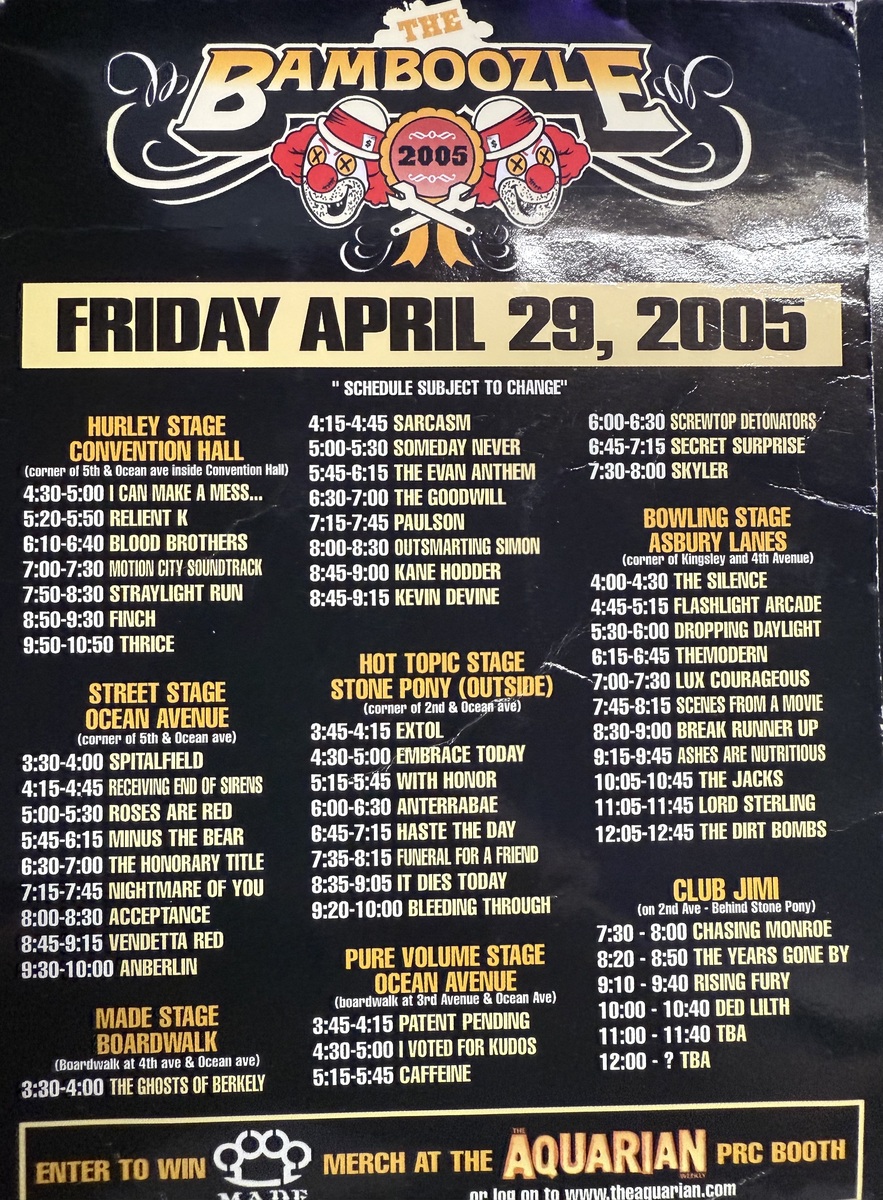 THE
BAMBOOZLE
$ $
2005
FRIDAY APRIL 29, 2005
" SCHEDULE SUBJECT TO CHANGE"
HURLEY STAGE
CONVENTION HALL
(corner of 5th & Ocean ave inside Convention Hall)
4:30-5:00 I CAN MAKE A MESS...
5:20-5:50 RELIENT K
6:10-6:40 BLOOD BROTHERS
7:00-7:30 MOTION CITY SOUNDTRACK
7:50-8:30 STRAYLIGHT RUN
8:50-9:30 FINCH
9:50-10:50 THRICE
STREET STAGE
OCEAN AVENUE
(corner of 5th & Ocean ave)
3:30-4:00 SPITALFIELD
4:15-4:45 RECEIVING END OF SIRENS
5:00-5:30 ROSES ARE RED
5:45-6:15 MINUS THE BEAR
6:30-7:00 THE HONORARY TITLE
7:15-7:45 NIGHTMARE OF YOU
8:00-8:30 ACCEPTANCE
8:45-9:15 VENDETTA RED
9:30-10:00 ANBERLIN
MADE STAGE
BOARDWALK
(Boardwalk at 4th ave & Ocean ave)
3:30-4:00 THE GHOSTS OF BERKELY
4:15-4:45 SARCASM
5:00-5:30 SOMEDAY NEVER
5:45-6:15 THE EVAN ANTHEM
6:30-7:00 THE GOODWILL
7:15-7:45 PAULSON
8:00-8:30 OUTSMARTING SIMON
8:45-9:00 KANE HODDER
8:45-9:15 KEVIN DEVINE
HOT TOPIC STAGE
STONE PONY (OUTSIDE)
(corner of 2nd & Ocean ave)
3:45-4:15 EXTOL
4:30-5:00 EMBRACE TODAY
5:15-5:45 WITH HONOR
6:00-6:30 ANTERRABAE
6:45-7:15 HASTE THE DAY
7:35-8:15 FUNERAL FOR A FRIEND
8:35-9:05 IT DIES TODAY
9:20-10:00 BLEEDING THROUGH
PURE VOLUME STAGE
OCEAN AVENUE
(boardwalk at 3rd Avenue & Ocean Ave)
3:45-4:15 PATENT PENDING
4:30-5:00 I VOTED FOR KUDOS
5:15-5:45 CAFFEINE
6:00-6:30 SCREWTOP DETONATORS
6:45-7:15 SECRET SURPRISE
7:30-8:00 SKYLER
BOWLING STAGE
ASBURY LANES
(corner of Kingsley and 4th Avenue)
4:00-4:30 THE SILENCE
4:45-5:15 FLASHLIGHT ARCADE
5:30-6:00 DROPPING DAYLIGHT
6:15-6:45 THEMODERN
7:00-7:30 LUX COURAGEOUS
7:45-8:15 SCENES FROM A MOVIE
8:30-9:00 BREAK RUNNER UP
9:15-9:45 ASHES ARE NUTRITIOUS
10:05-10:45 THE JACKS
11:05-11:45 LORD STERLING
12:05-12:45 THE DIRT BOMBS
CLUB JIMI
(on 2nd Ave - Behind Stone Pony)
7:30 - 8:00 CHASING MONROE
8:20 - 8:50 THE YEARS GONE BY
9:10 - 9:40 RISING FURY
10:00 - 10:40 DED LILTH
11:00 - 11:40 TBA
12:00 - ? TBA
ENTER TO WIN MADE MERCH AT THE THE AQUARIAN WEEKLY PRC BOOTH
or log on to www.theaquarian.com